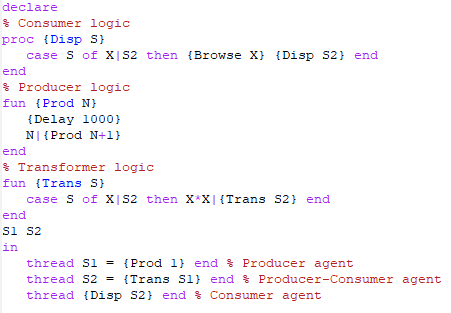 declare
% Consumer logic
proc {Disp S}
   case S of X|S2 then {Browse X} {Disp S2} end
end
% Producer logic
fun {Prod N}
   {Delay 1000}
   N|{Prod N+1}
end
% Transformer logic
fun {Trans S}
   case S of X|S2 then X*X|{Trans S2} end
end
S1 S2
in
   thread S1 = {Prod 1} end % Producer agent
   thread S2 = {Trans S1} end % Producer-Consumer agent
   thread {Disp S2} end % Consumer agent